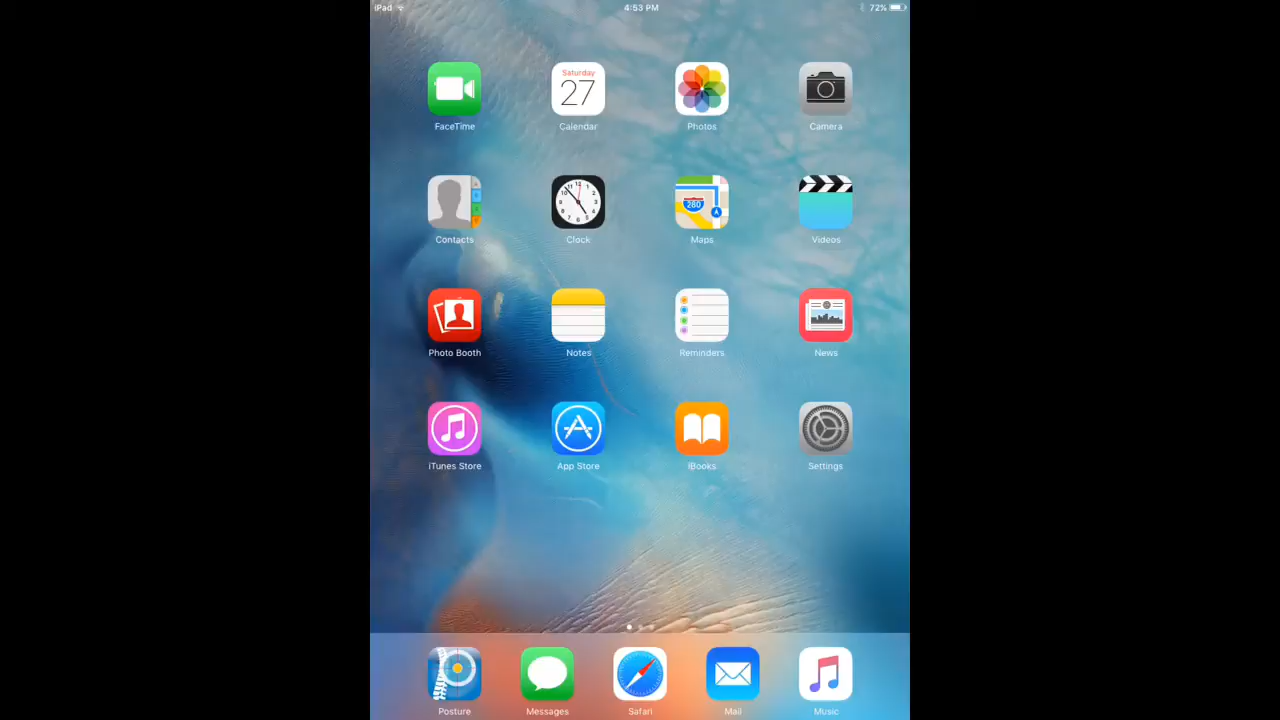 iPad 4:53 PM 72%
Saturday
27
FaceTime Calendar Photos Camera
280
Contacts Clock Maps Videos
Photo Booth Notes Reminders News
iTunes Store App Store iBooks Settings
Posture Messages Safari Mail Music